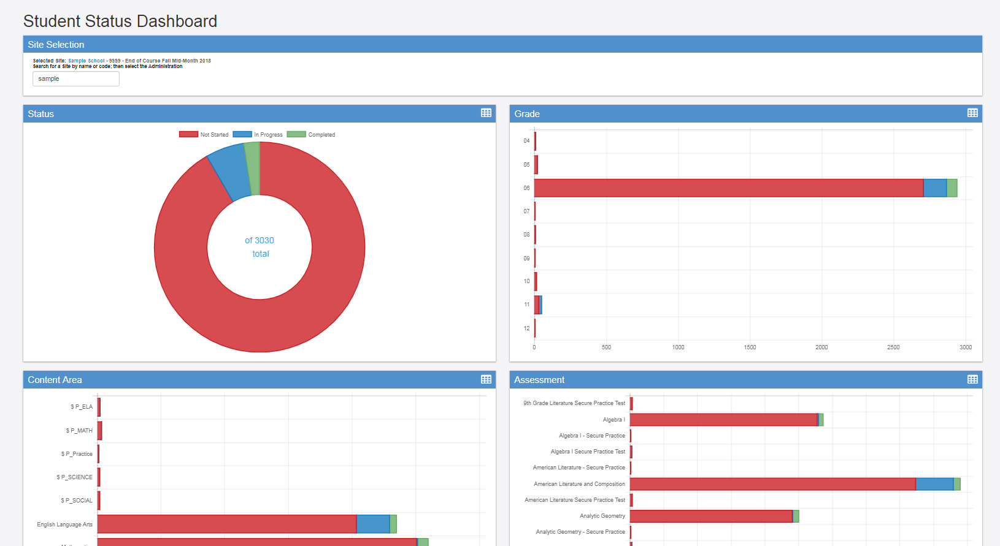 Student Status Dashboard
Site Selection
Selected Site: Sample School - 9999 - End of Course Fall Mid-Month 2018
Search for a Site by name or code; then select the Administration
sample
Status
Not Started In Progress Completed
of 3030
total
Grade
04
05
06
07
08
09
10
11
12
0 500 1000 1500 2000 2500 3000
Content Area
$ P_ELA
$ P_MATH
$ P_Practice
$ P_SCIENCE
$ P_SOCIAL
English Language Arts
Assessment
9th Grade Literature Secure Practice Test
Algebra I
Algebra I - Secure Practice
Algebra I Secure Practice Test
American Literature - Secure Practice
American Literature and Composition
American Literature Secure Practice Test
Analytic Geometry
Analytic Geometry - Secure Practice